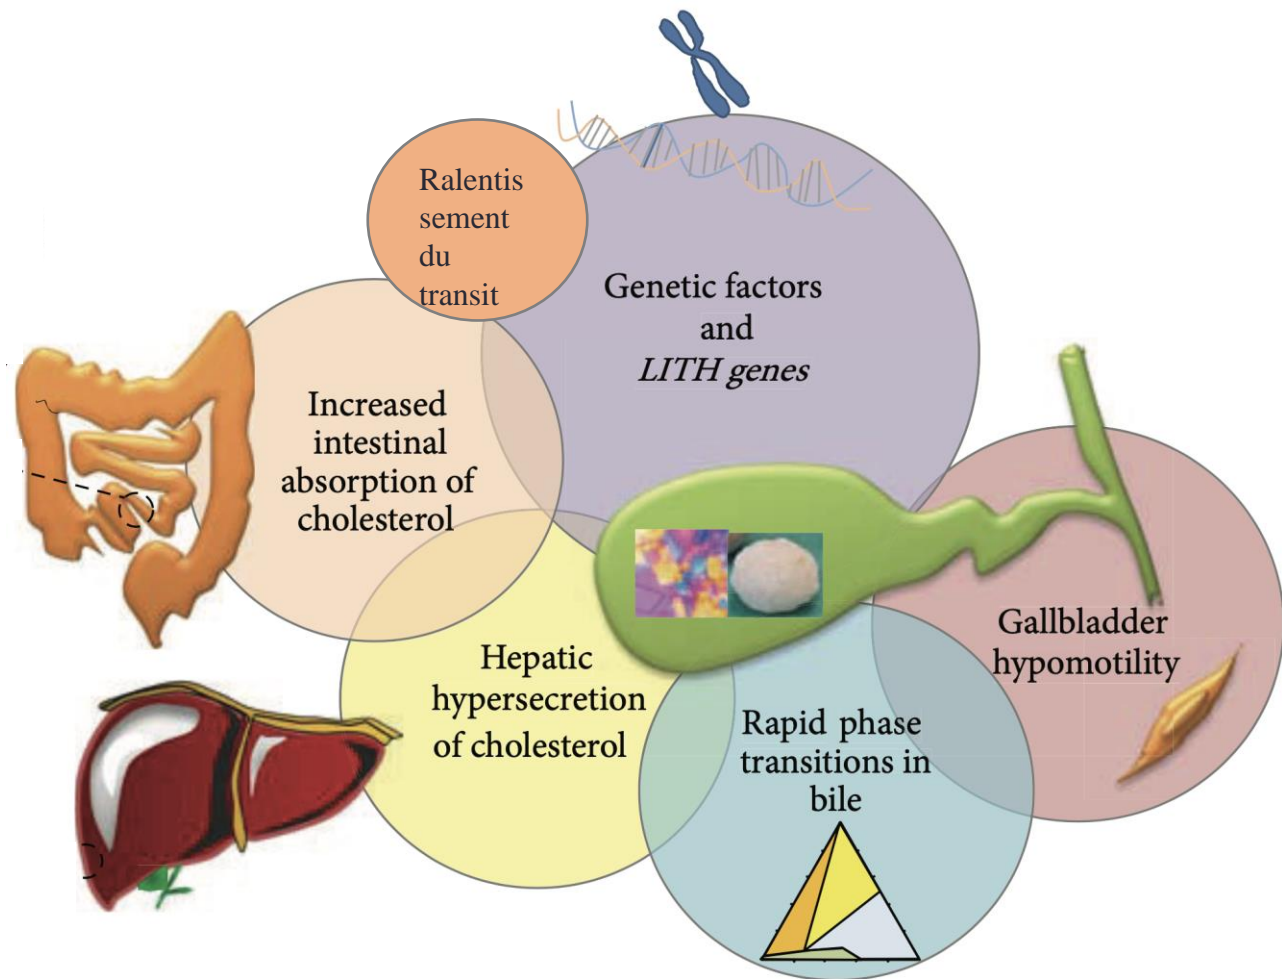 Ralentis
sement
du
transit
Genetic factors
and
LITH genes
Increased
intestinal
absorption of
cholesterol
Gallbladder
hypomotility
Hepatic
hypersecretion
of cholesterol
Rapid phase
transitions in
bile